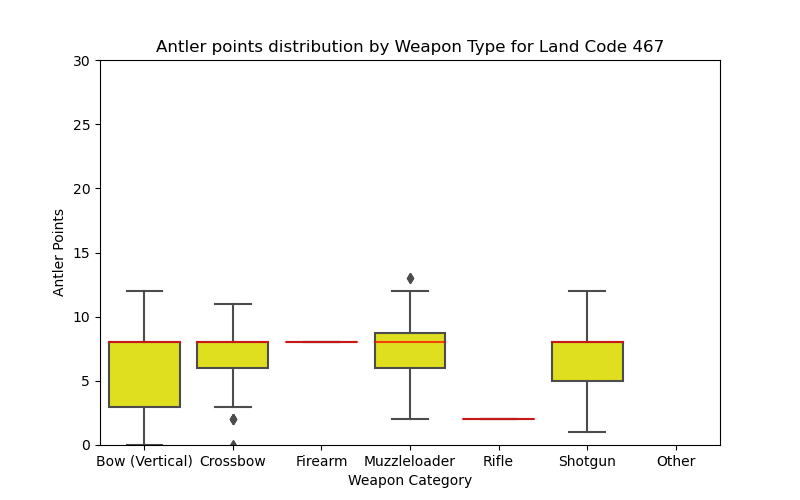 Antler points distribution by Weapon Type for Land Code 467
30
25
20
15
10
5
0
Antler Points
Bow (Vertical) Crossbow Firearm Muzzleloader Rifle Shotgun Other
Weapon Category